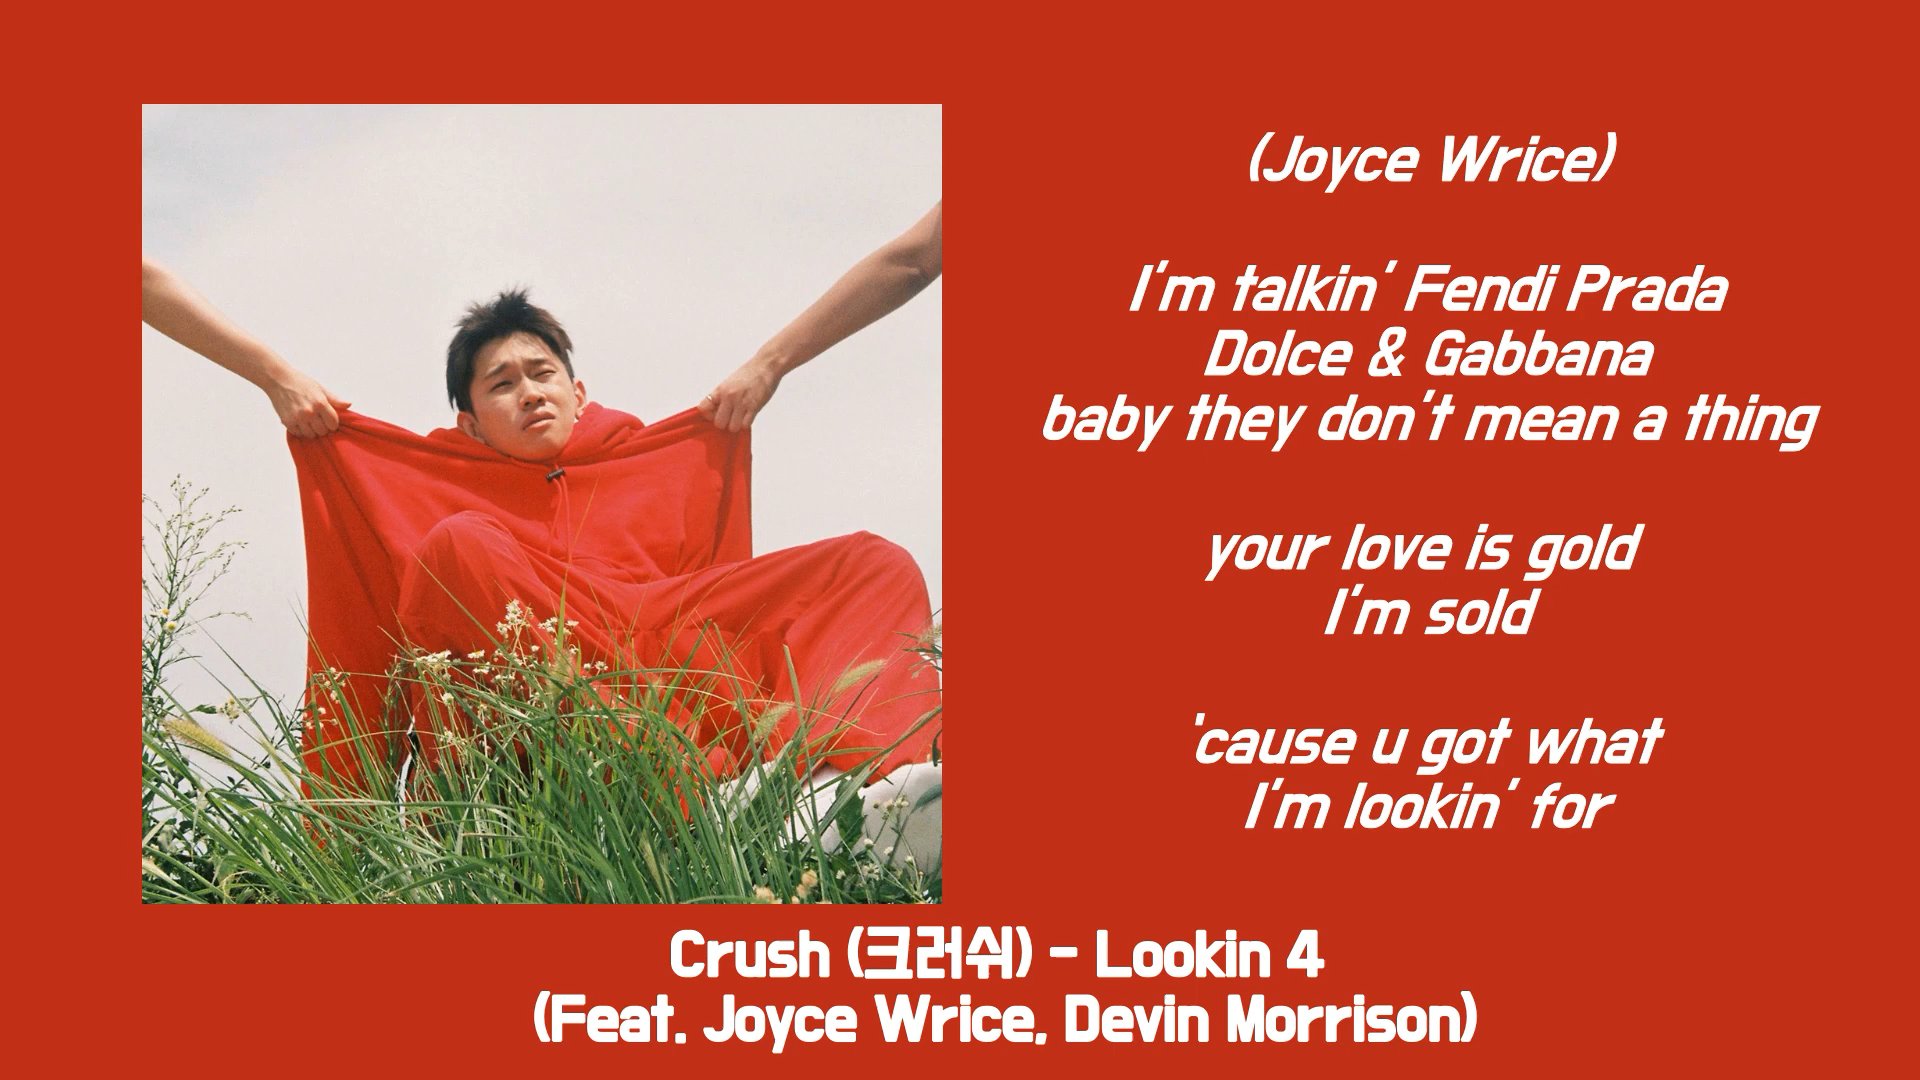 (Joyce Wrice)
I'm talkin' Fendi Prada
Dolce & Gabbana
baby they don't mean a thing
your love is gold
I'm sold
'cause u got what
I'm lookin' for
Crush (크러쉬) - Lookin 4
(Feat. Joyce Wrice, Devin Morrison)